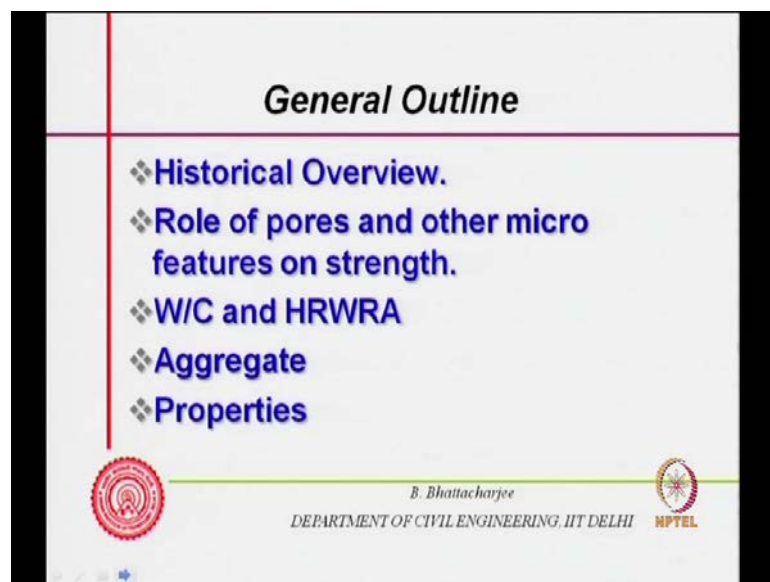 General Outline
❖Historical Overview.
❖Role of pores and other micro
features on strength.
❖W/C and HRWRA
❖Aggregate
❖Properties
B. Bhattacharjee
DEPARTMENT OF CIVIL ENGINEERING, IIT DELHI
NPTEL